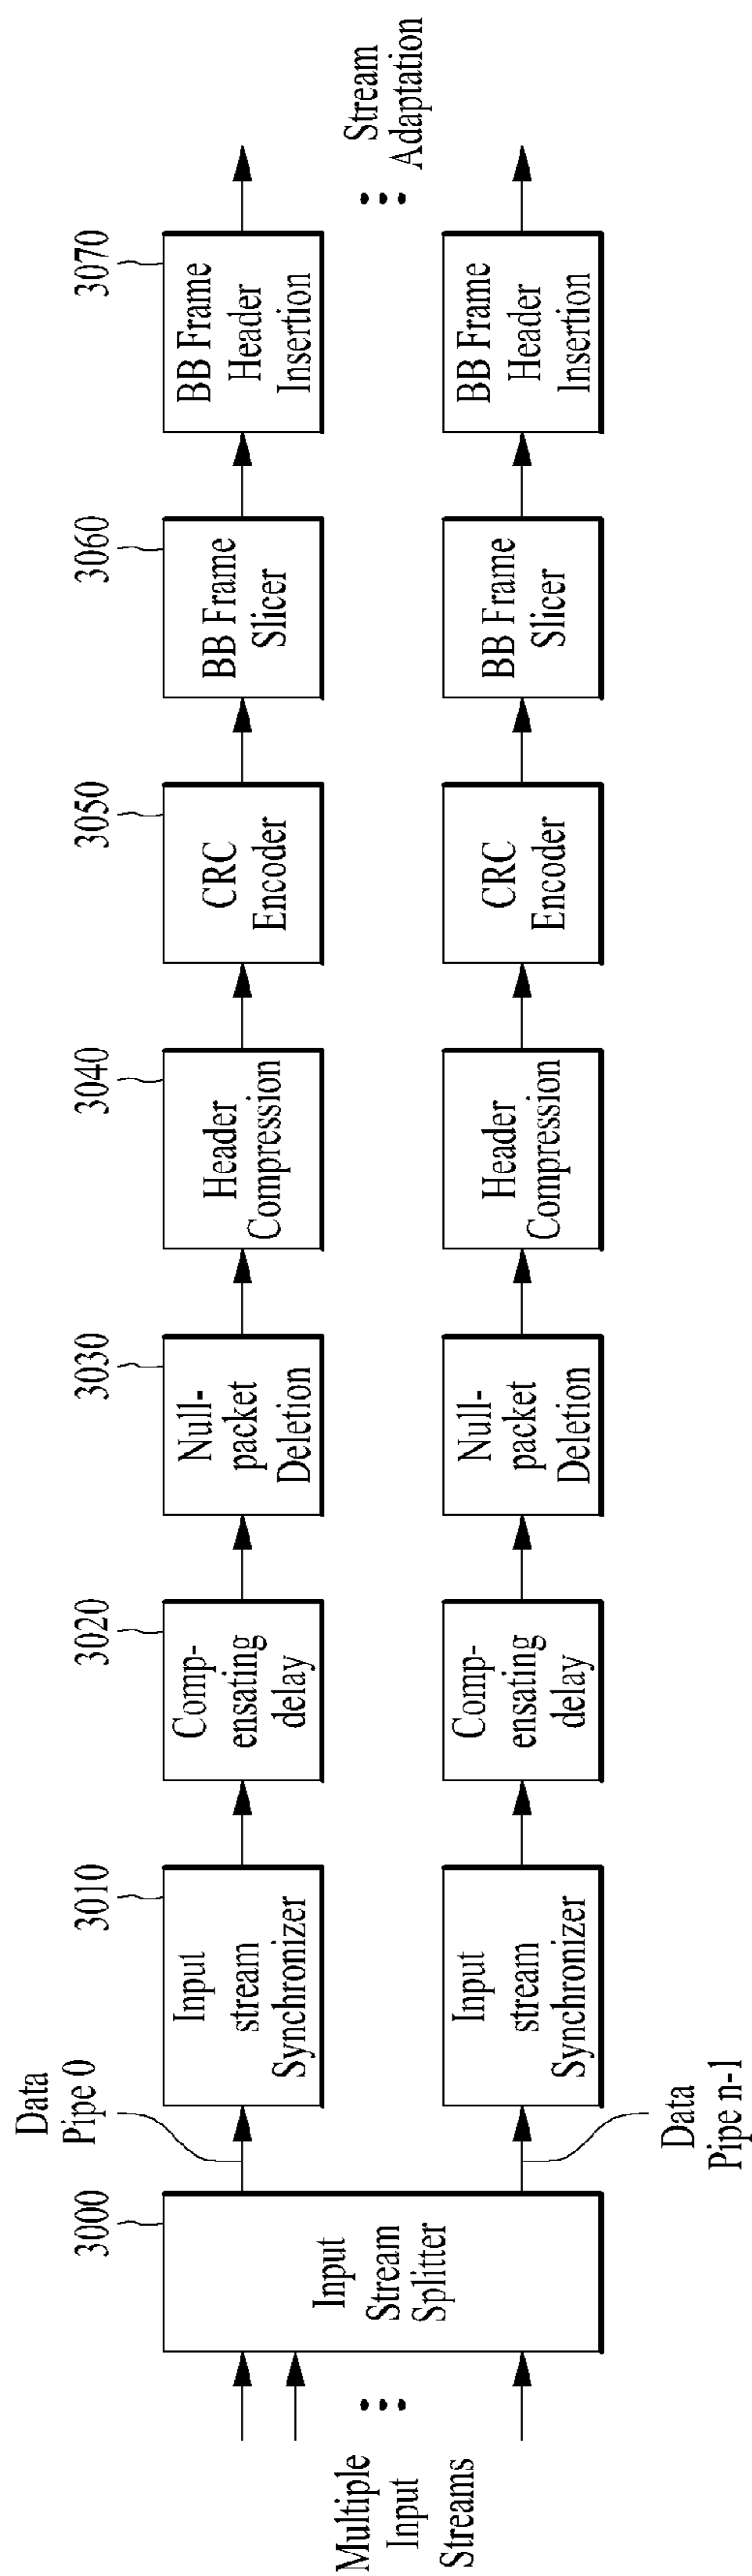 Multiple
Input
Streams
3000
Input
Stream
Splitter
Data
Pipe 0
3010
Input
stream
Synchronizer
3020
Comp-
ensating
delay
3030
Null-
packet
Deletion
3040
Header
Compression
3050
CRC
Encoder
3060
BB Frame
Slicer
3070
BB Frame
Header
Insertion
Stream
Adaptation
Data
Pipe n-1
Input
stream
Synchronizer
Comp-
ensating
delay
Null-
packet
Deletion
Header
Compression
CRC
Encoder
BB Frame
Slicer
BB Frame
Header
Insertion